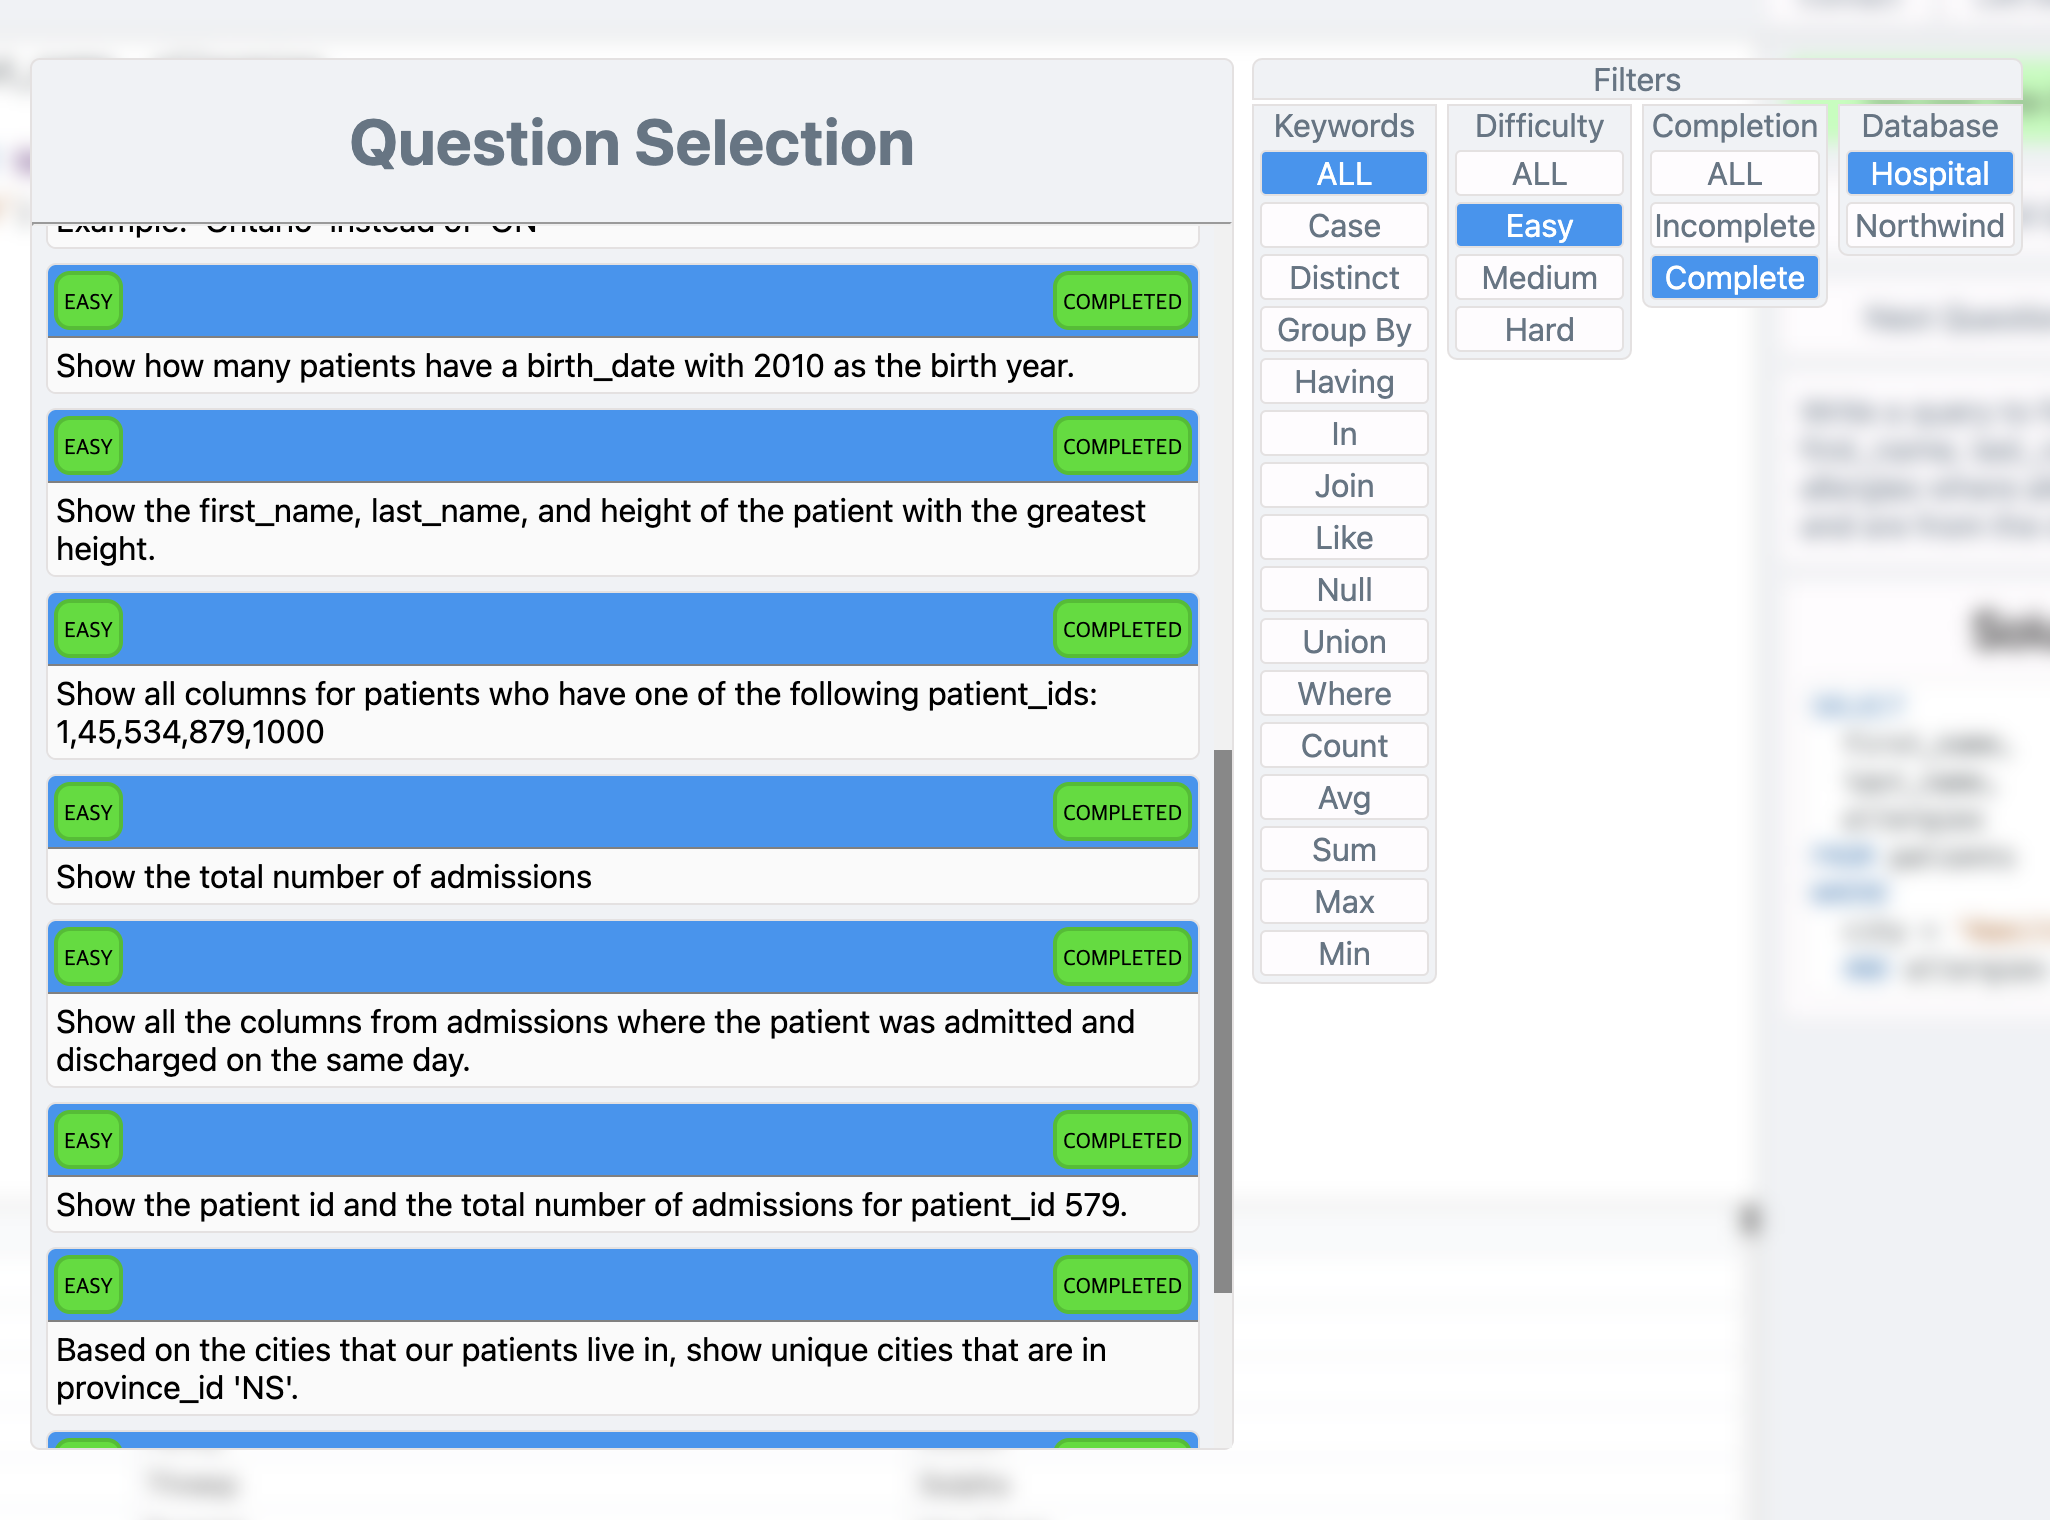 Question Selection
Example: 'Ontario' instead of 'ON'
EASY
COMPLETED
Show how many patients have a birth_date with 2010 as the birth year.
EASY
COMPLETED
Show the first_name, last_name, and height of the patient with the greatest
height.
EASY
COMPLETED
Show all columns for patients who have one of the following patient_ids:
1,45,534,879,1000
EASY
COMPLETED
Show the total number of admissions
EASY
COMPLETED
Show all the columns from admissions where the patient was admitted and
discharged on the same day.
EASY
COMPLETED
Show the patient id and the total number of admissions for patient_id 579.
EASY
COMPLETED
Based on the cities that our patients live in, show unique cities that are in
province_id 'NS'.
Filters
Keywords
ALL
Case
Distinct
Group By
Having
In
Join
Like
Null
Union
Where
Count
Avg
Sum
Max
Min
Difficulty
ALL
Easy
Medium
Hard
Completion
ALL
Incomplete
Complete
Database
Hospital
Northwind